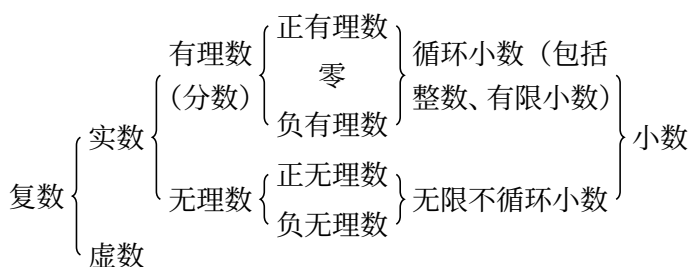 正有理数
有理数
循环小数（包括
零
（分数）
整数、有限小数）
负有理数
实数
小数
正无理数
复数
无理数
无限不循环小数
负无理数
虚数